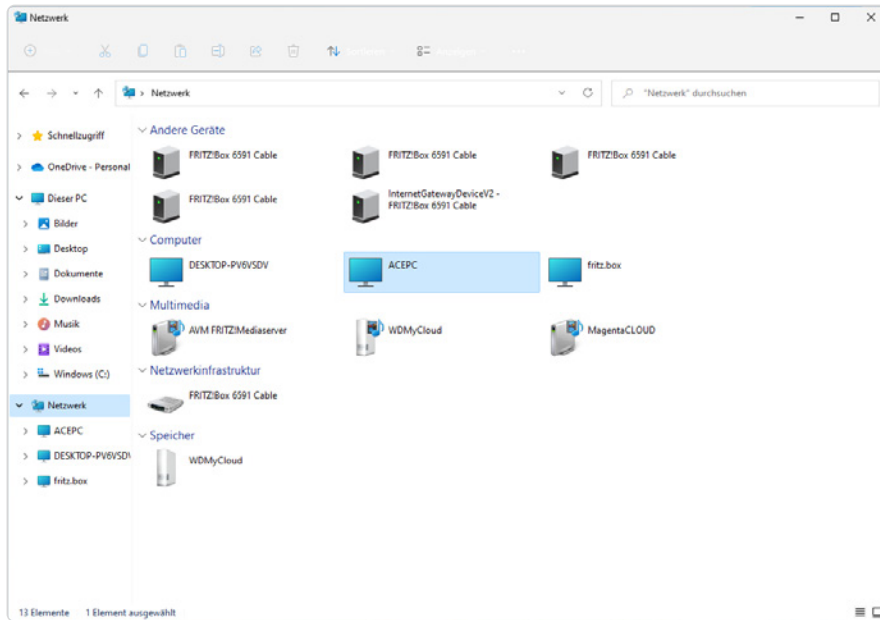 Netzwerk
Netzwerk
"Netzwerk" durchsuchen
Schnellzugriff
OneDrive - Personal
Dieser PC
Bilder
Desktop
Dokumente
Downloads
Musik
Videos
Windows (C:)
Netzwerk
ACEPC
DESKTOP-PV6VSDV
fritz.box
Andere Geräte
FRITZ!Box 6591 Cable
FRITZ!Box 6591 Cable
FRITZ!Box 6591 Cable
FRITZ!Box 6591 Cable
InternetGatewayDeviceV2 -
FRITZ!Box 6591 Cable
Computer
DESKTOP-PV6VSDV
ACEPC
fritz.box
Multimedia
AVM FRITZ!Mediaserver
WDMyCloud
MagentaCLOUD
Netzwerkinfrastruktur
FRITZ!Box 6591 Cable
Speicher
WDMyCloud
13 Elemente
1 Element ausgewählt